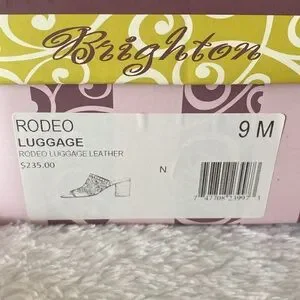 Brighton
RODEO 9 M
LUGGAGE
RODEO LUGGAGE LEATHER
$235.00
N